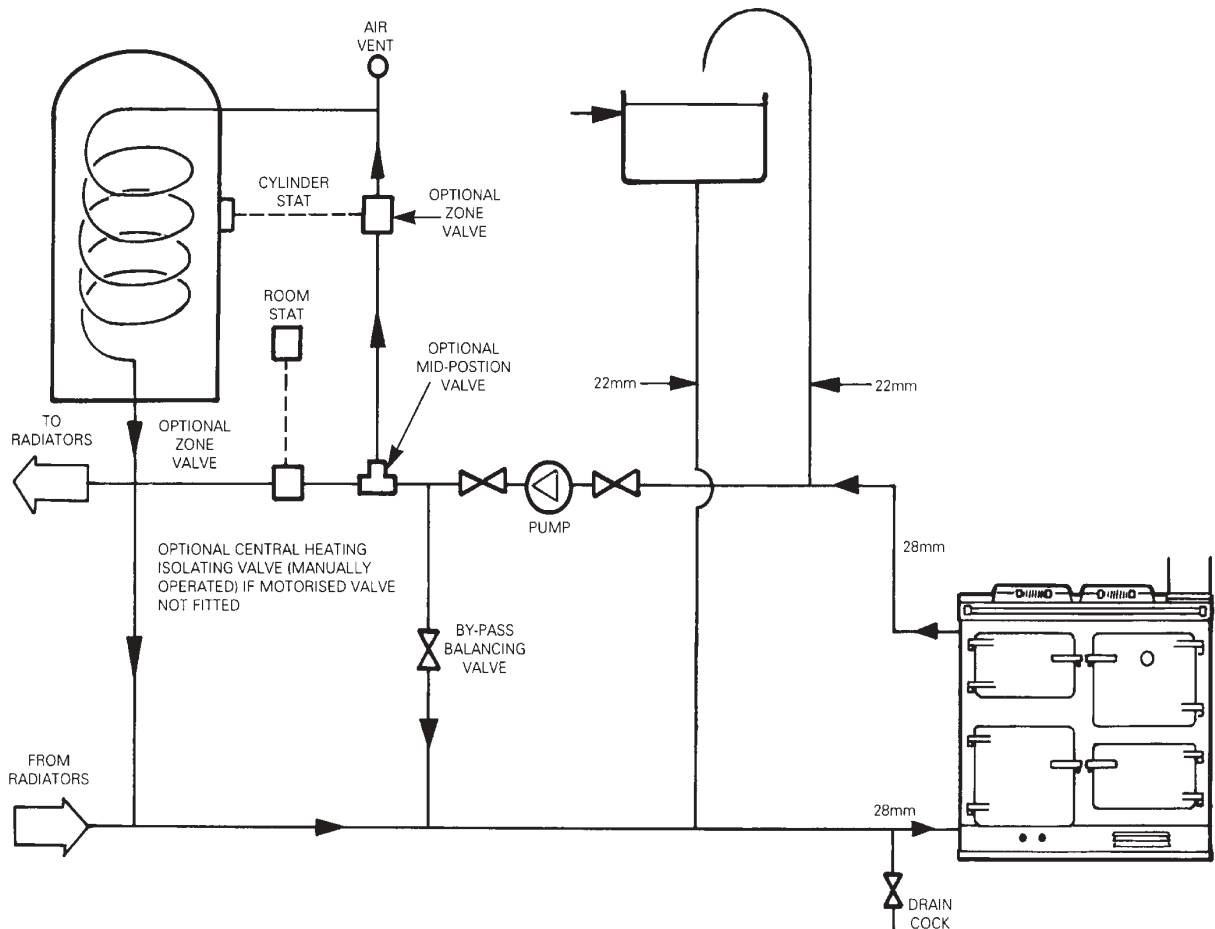 AIR
VENT
CYLINDER
STAT
OPTIONAL
ZONE
VALVE
ROOM
STAT
OPTIONAL
MID-POSTION
VALVE
22mm
22mm
TO
RADIATORS
OPTIONAL
ZONE
VALVE
PUMP
28mm
OPTIONAL CENTRAL HEATING
ISOLATING VALVE (MANUALLY
OPERATED) IF MOTORISED VALVE
NOT FITTED
BY-PASS
BALANCING
VALVE
FROM
RADIATORS
28mm
DRAIN
COCK